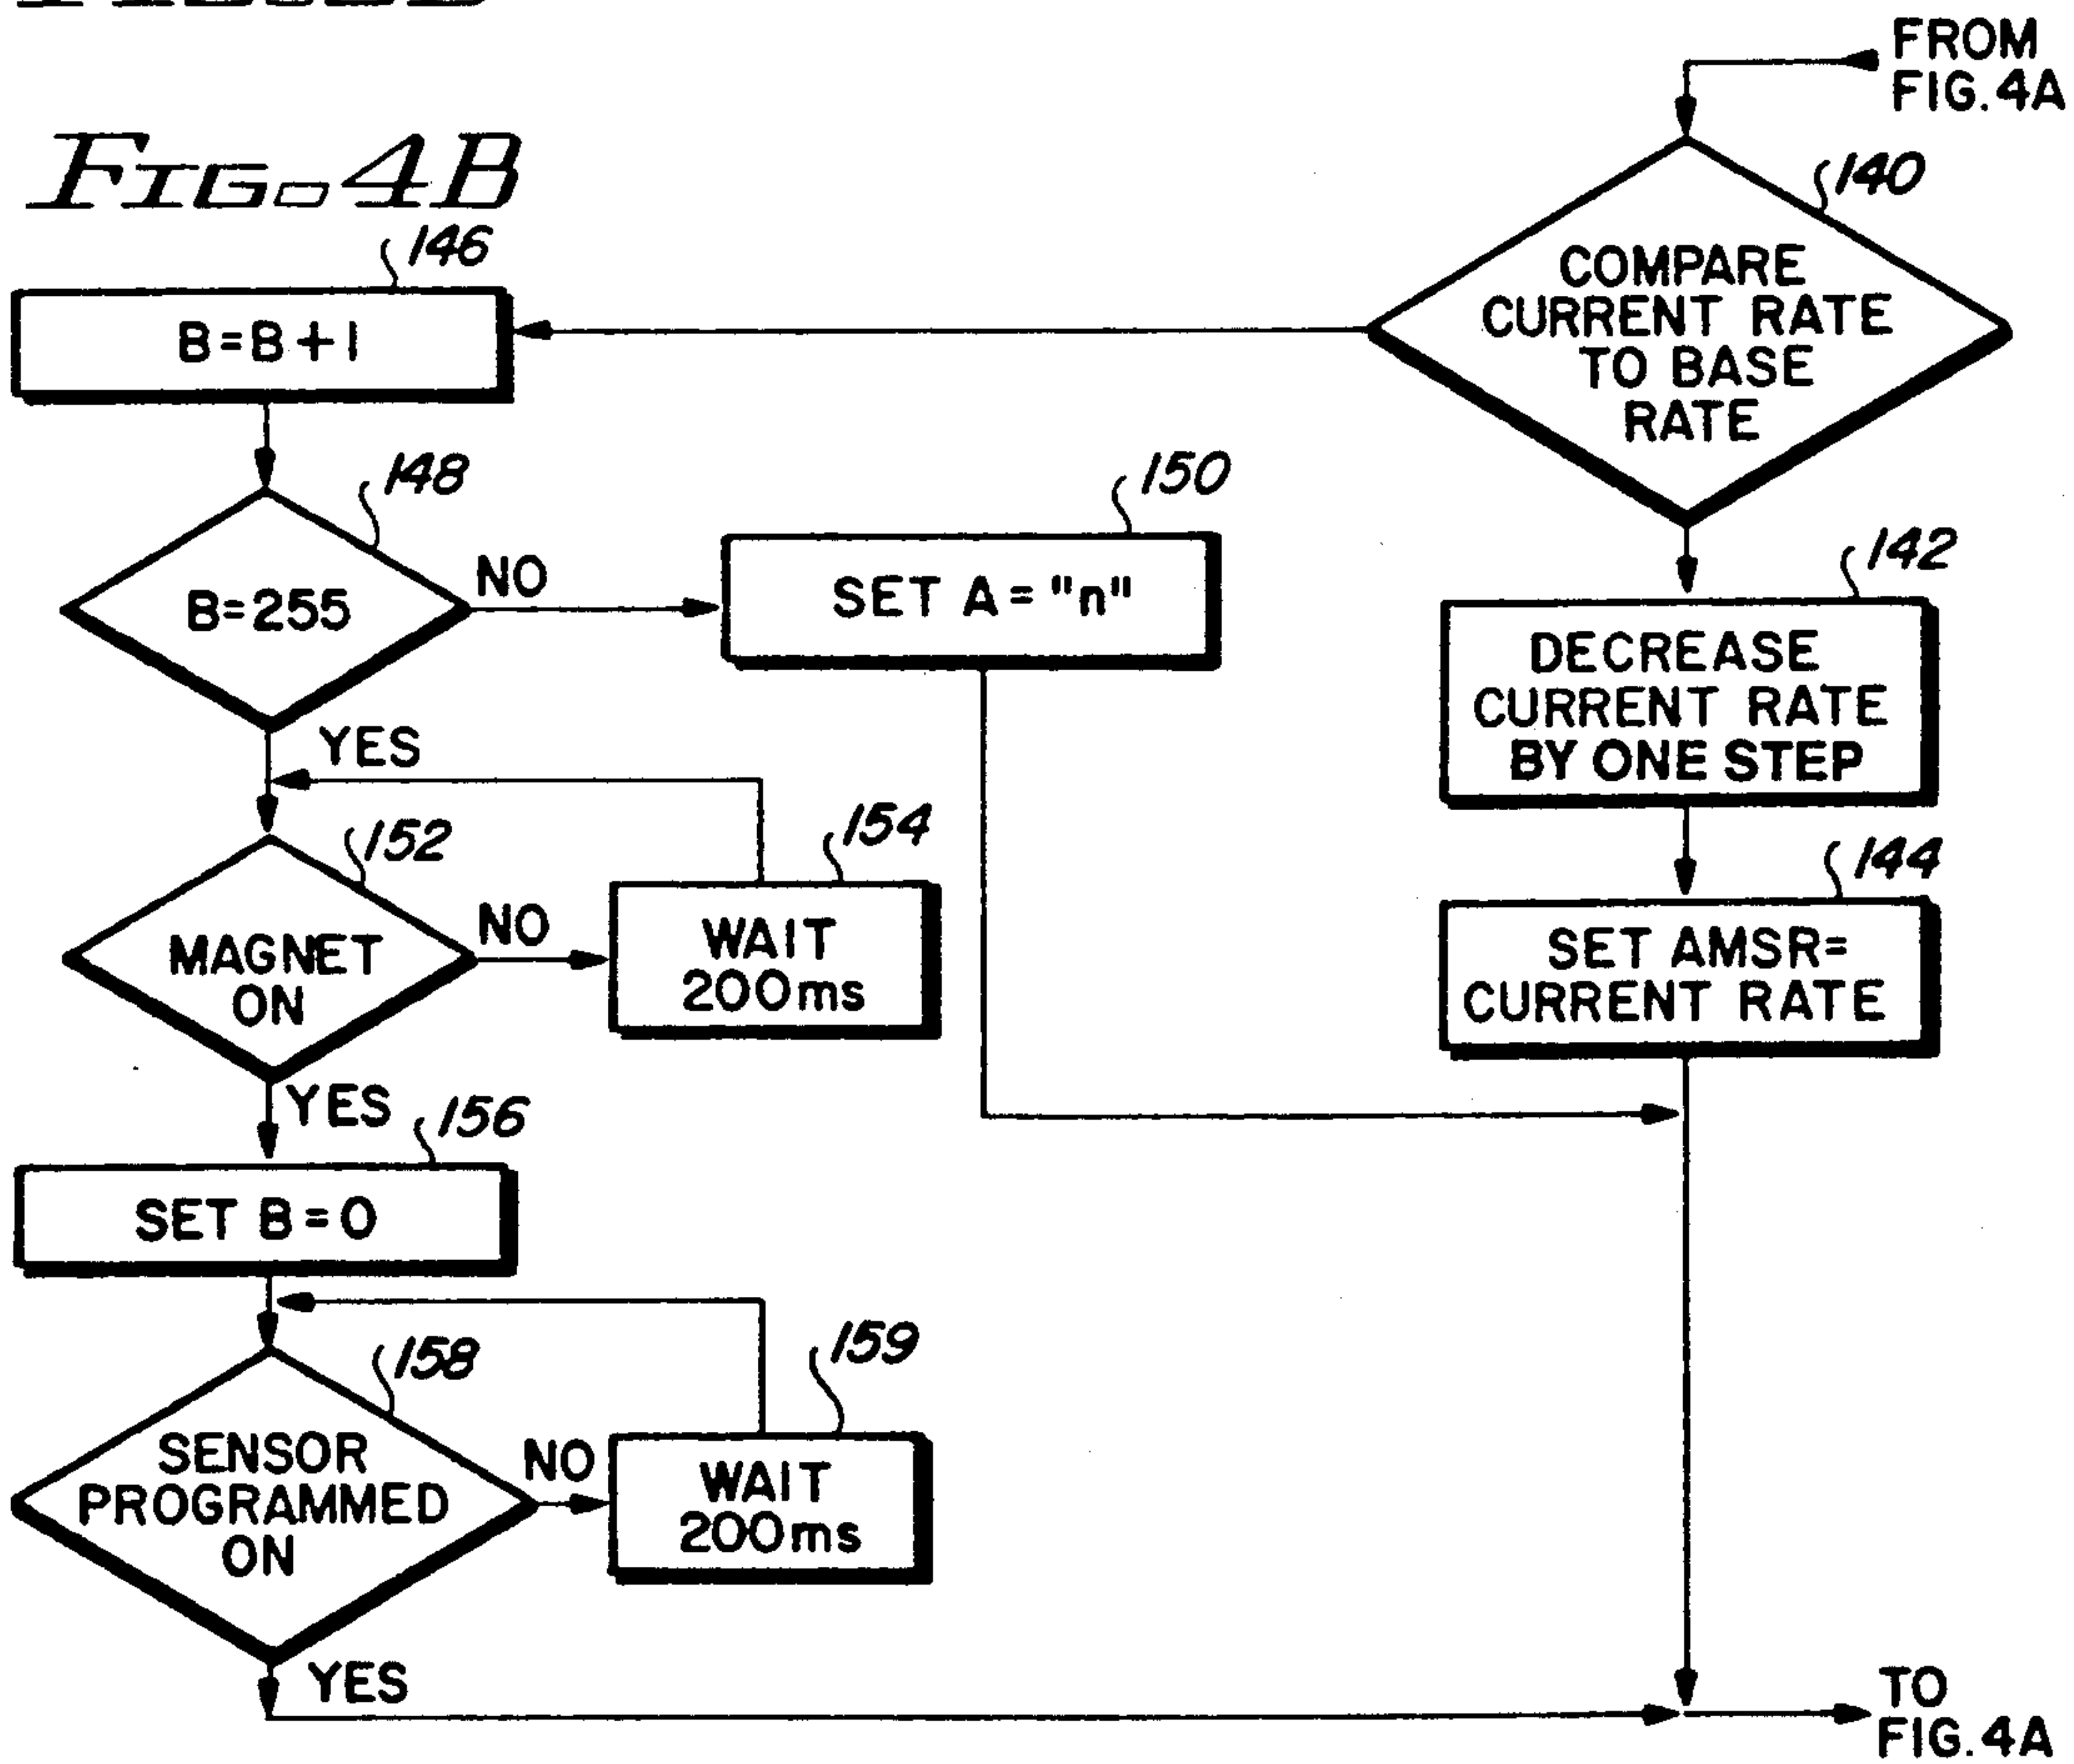 FROM
FIG. 4A
FIG. 4B
140
COMPARE
CURRENT RATE
TO BASE
RATE
146
B=B+1
148
B=255
NO
150
SET A="n"
YES
142
DECREASE
CURRENT RATE
BY ONE STEP
152
MAGNET
ON
NO
154
WAIT
200ms
144
SET AMSR=
CURRENT RATE
YES
156
SET B=0
158
SENSOR
PROGRAMMED
ON
NO
159
WAIT
200ms
YES
TO
FIG. 4A